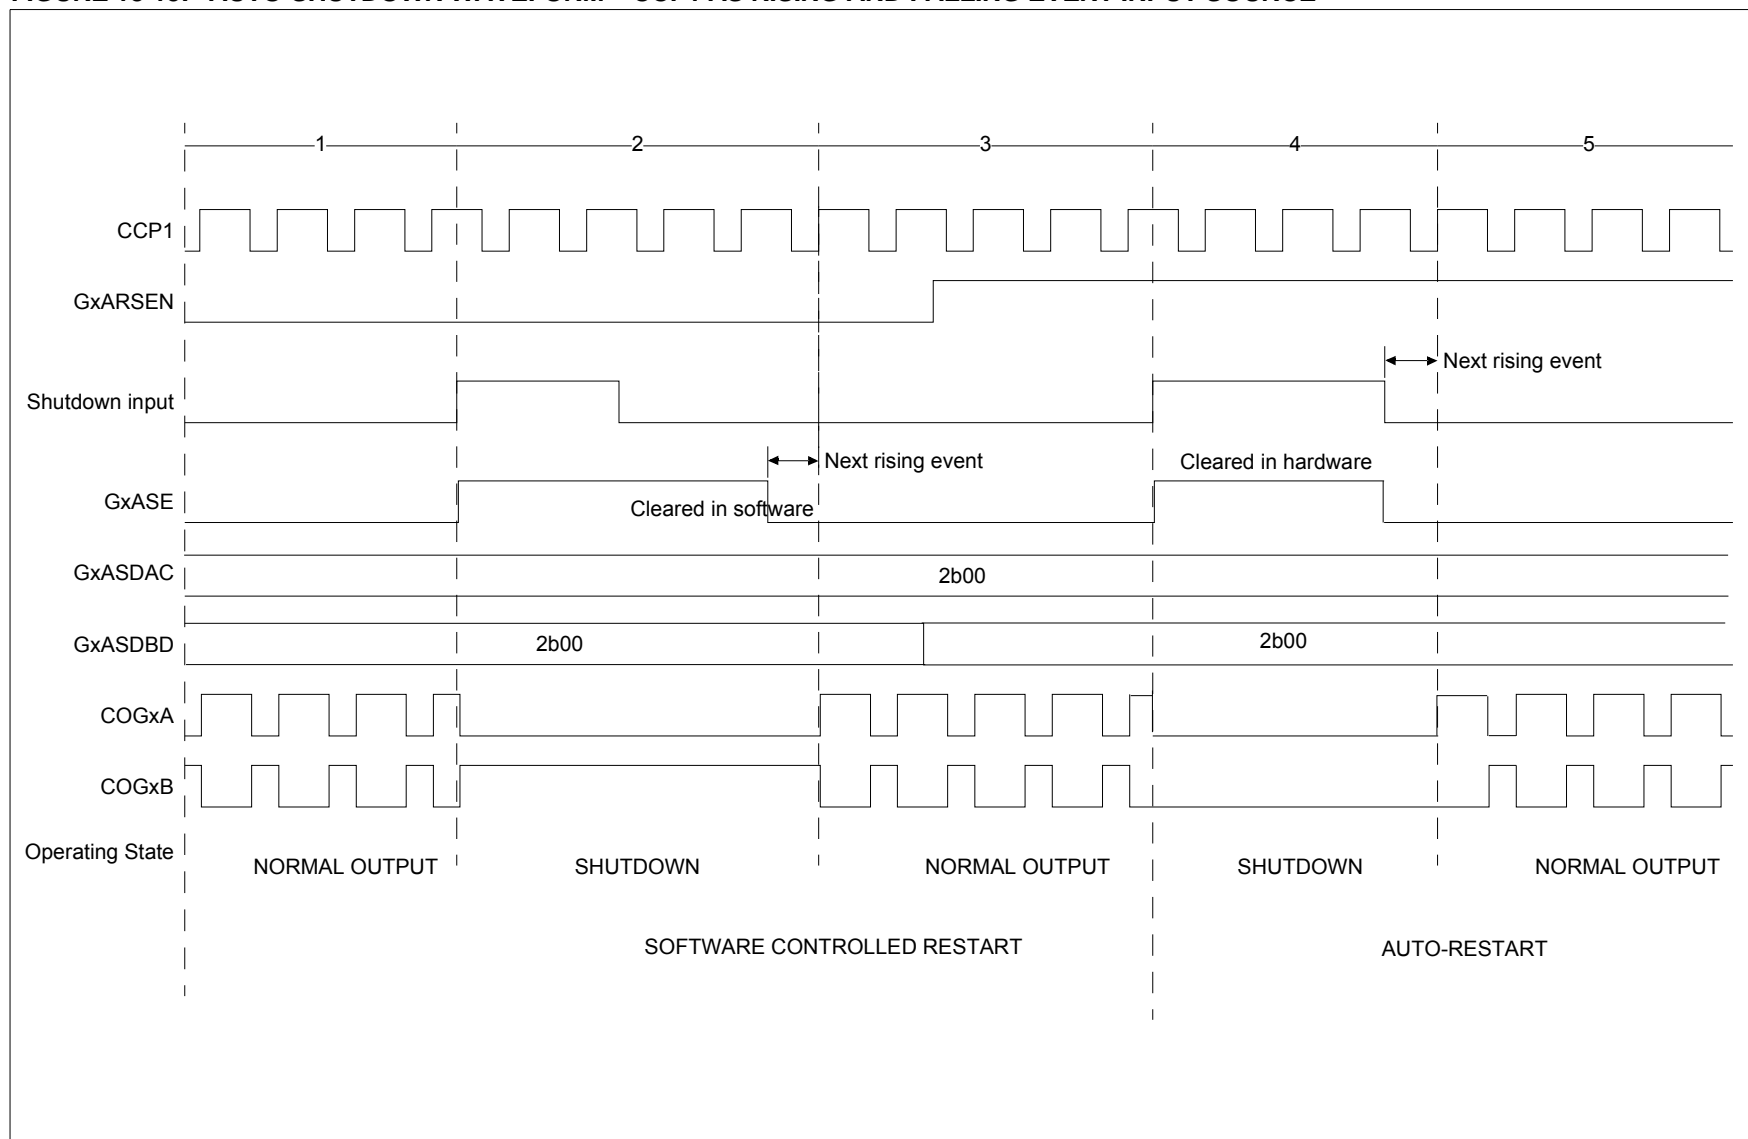 1 2 3 4 5
CCP1
GxARSEN
Next rising event
Shutdown input
Next rising event
Cleared in hardware
GxASE
Cleared in software
GxASDAC
2b00
GxASDBD
2b00
2b00
COGxA
COGxB
Operating State
NORMAL OUTPUT SHUTDOWN NORMAL OUTPUT SHUTDOWN NORMAL OUTPUT
SOFTWARE CONTROLLED RESTART
AUTO-RESTART